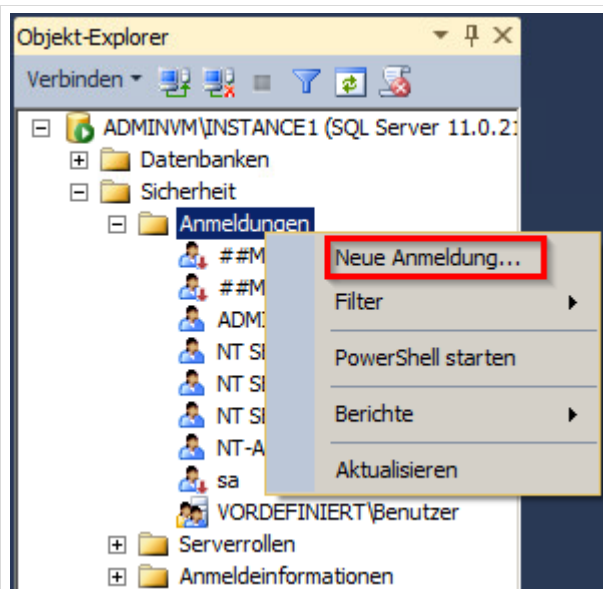 Objekt-Explorer
Verbinden
ADMINVM\INSTANCE1 (SQL Server 11.0.2
Datenbanken
Sicherheit
Anmeldungen
##M
##M
ADM
NT S
NT S
NT S
NT-A
sa
VORDEFINIERT\Benutzer
Serverrollen
Anmeldeinformationen
Neue Anmeldung...
Filter
PowerShell starten
Berichte
Aktualisieren